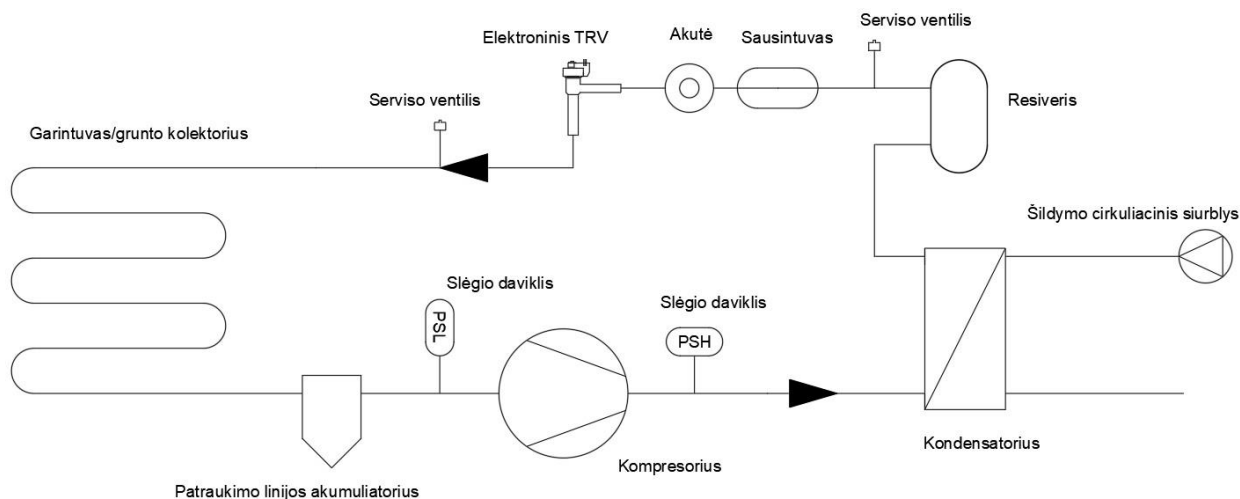 Serviso ventilis
Elektroninis TRV
Akutė
Sausintuvas
Resiveris
Serviso ventilis
Garintuvas/grunto kolektorius
Šildymo cirkuliacinis siurblys
Slėgio daviklis
Slėgio daviklis
PSL
PSH
Kondensatorius
Kompresorius
Patraukimo linijos akumuliatorius